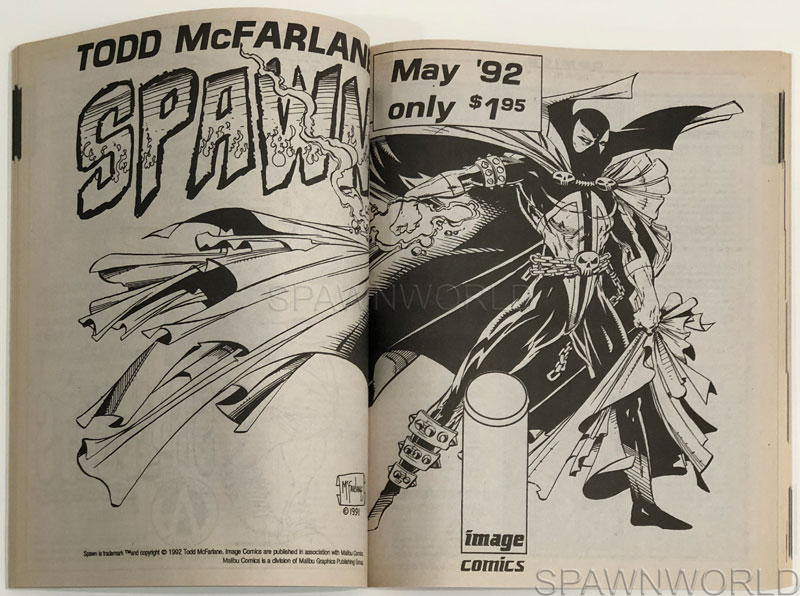 TODD McFARLAN
SPAWN
May '92
only $1.95
SPAWNWORLD
McFarlane
©1991
image
comics
Spawn is trademark ™and copyright © 1992 Todd McFarlane. Image Comics are published in association with Malibu Comics.
Malibu Comics is a division of Malibu Graphics Publishing Group
SPAWNWORLD